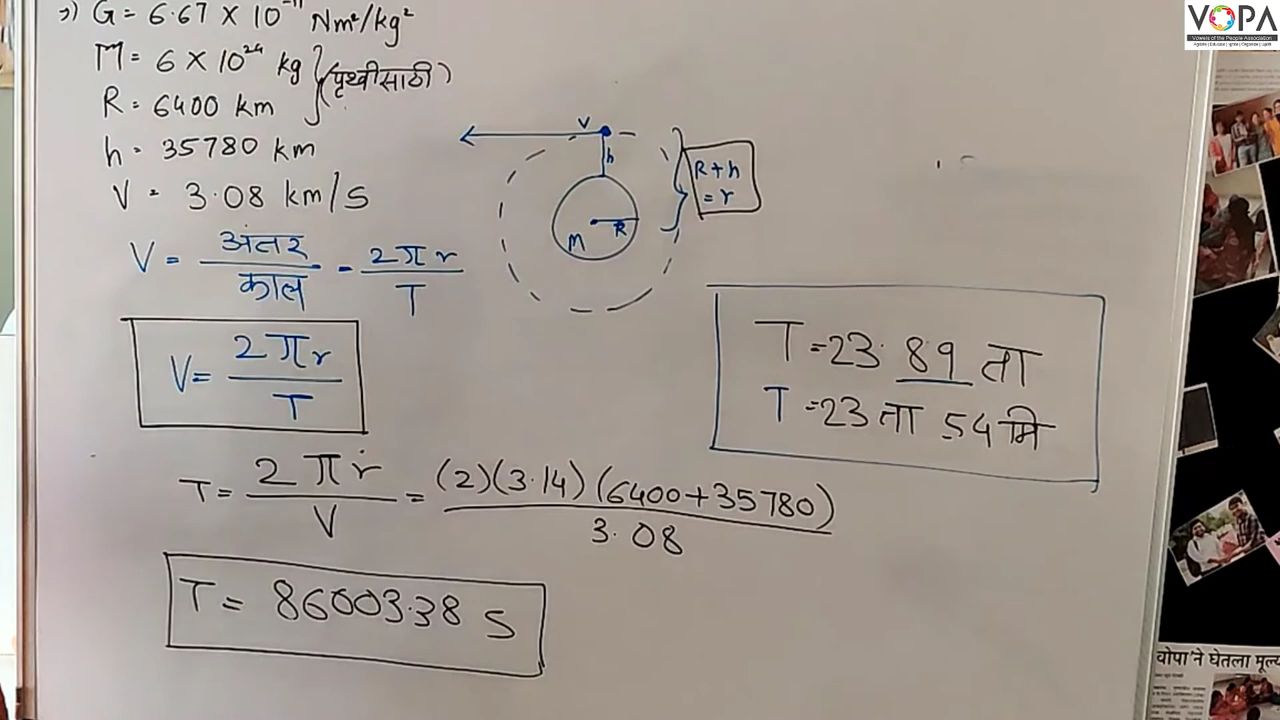 →) G = 6.67 × 10⁻¹¹ Nm²/kg²
M = 6 × 10²⁴ kg } (पृथ्वीसाठी)
R = 6400 km
h = 35780 km
V = 3.08 km/s
V = अंतर / काल = 2πr / T
V = 2πr / T
T = 2πr / V = (2)(3.14)(6400+35780) / 3.08
T = 86003.38 S
V
h
R+h
=r
M R
T=23.89 ता
T=23 ता 54 मि
VOPA
Vowels of the People Association
वोपा'ने घेतला मूल्य